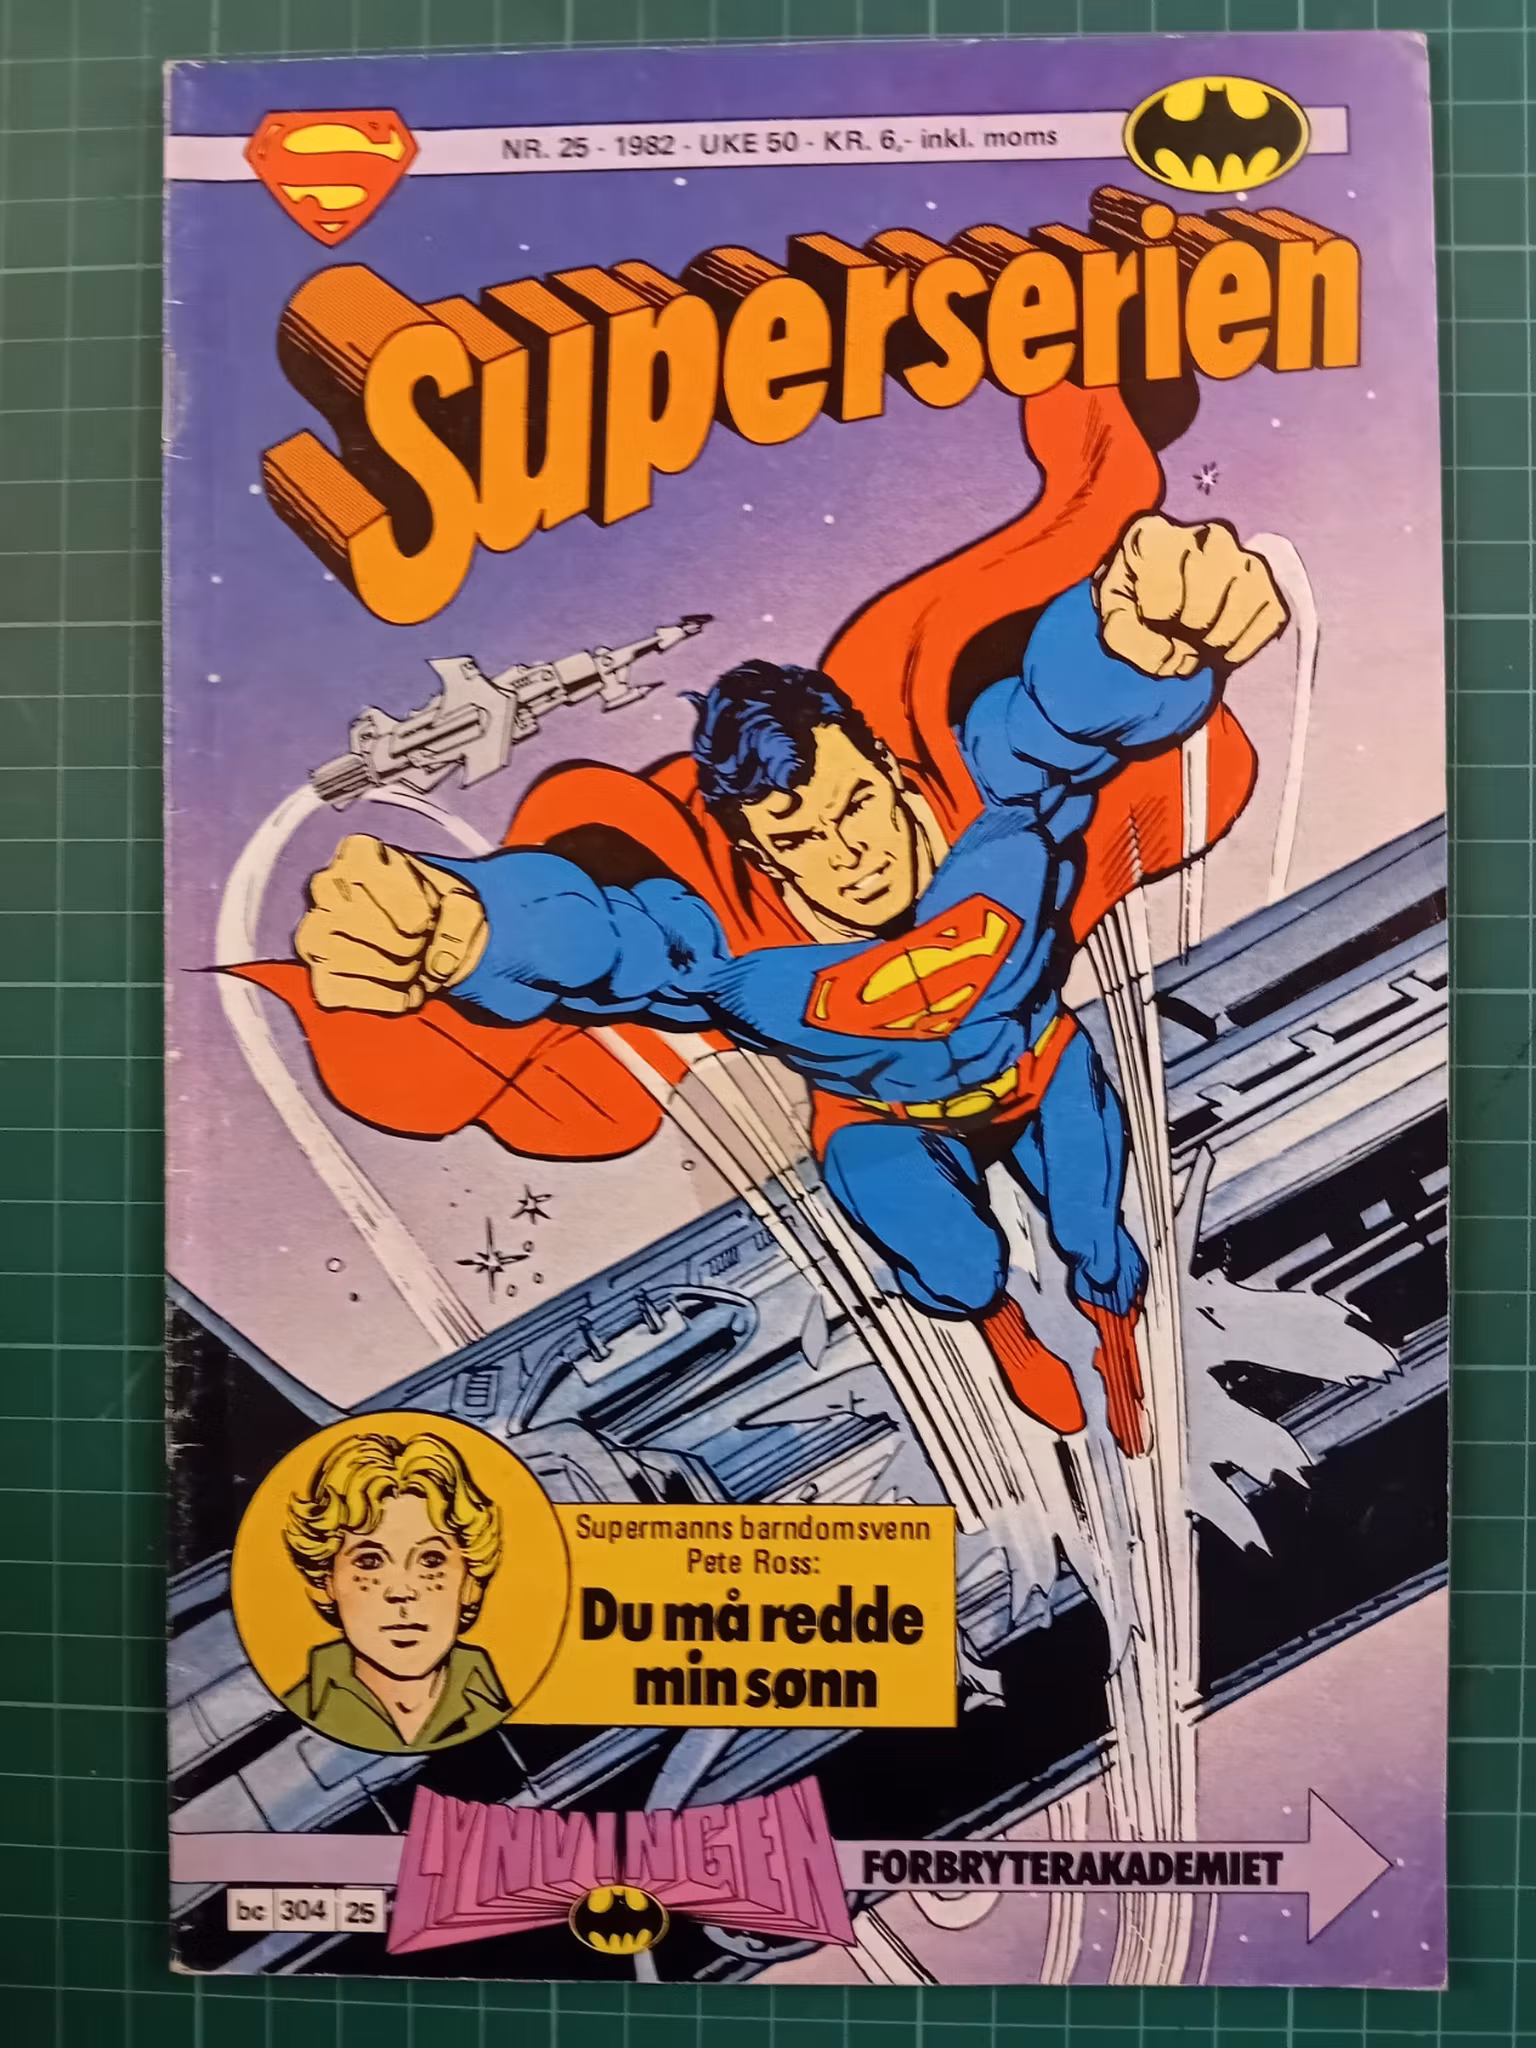 NR. 25 - 1982 - UKE 50 - KR. 6,- inkl. moms
Superserien
Supermanns barndomsvenn
Pete Ross:
Du må redde
min sønn
LYNVINGEN
FORBRYTERAKADEMIET
bc 304 25